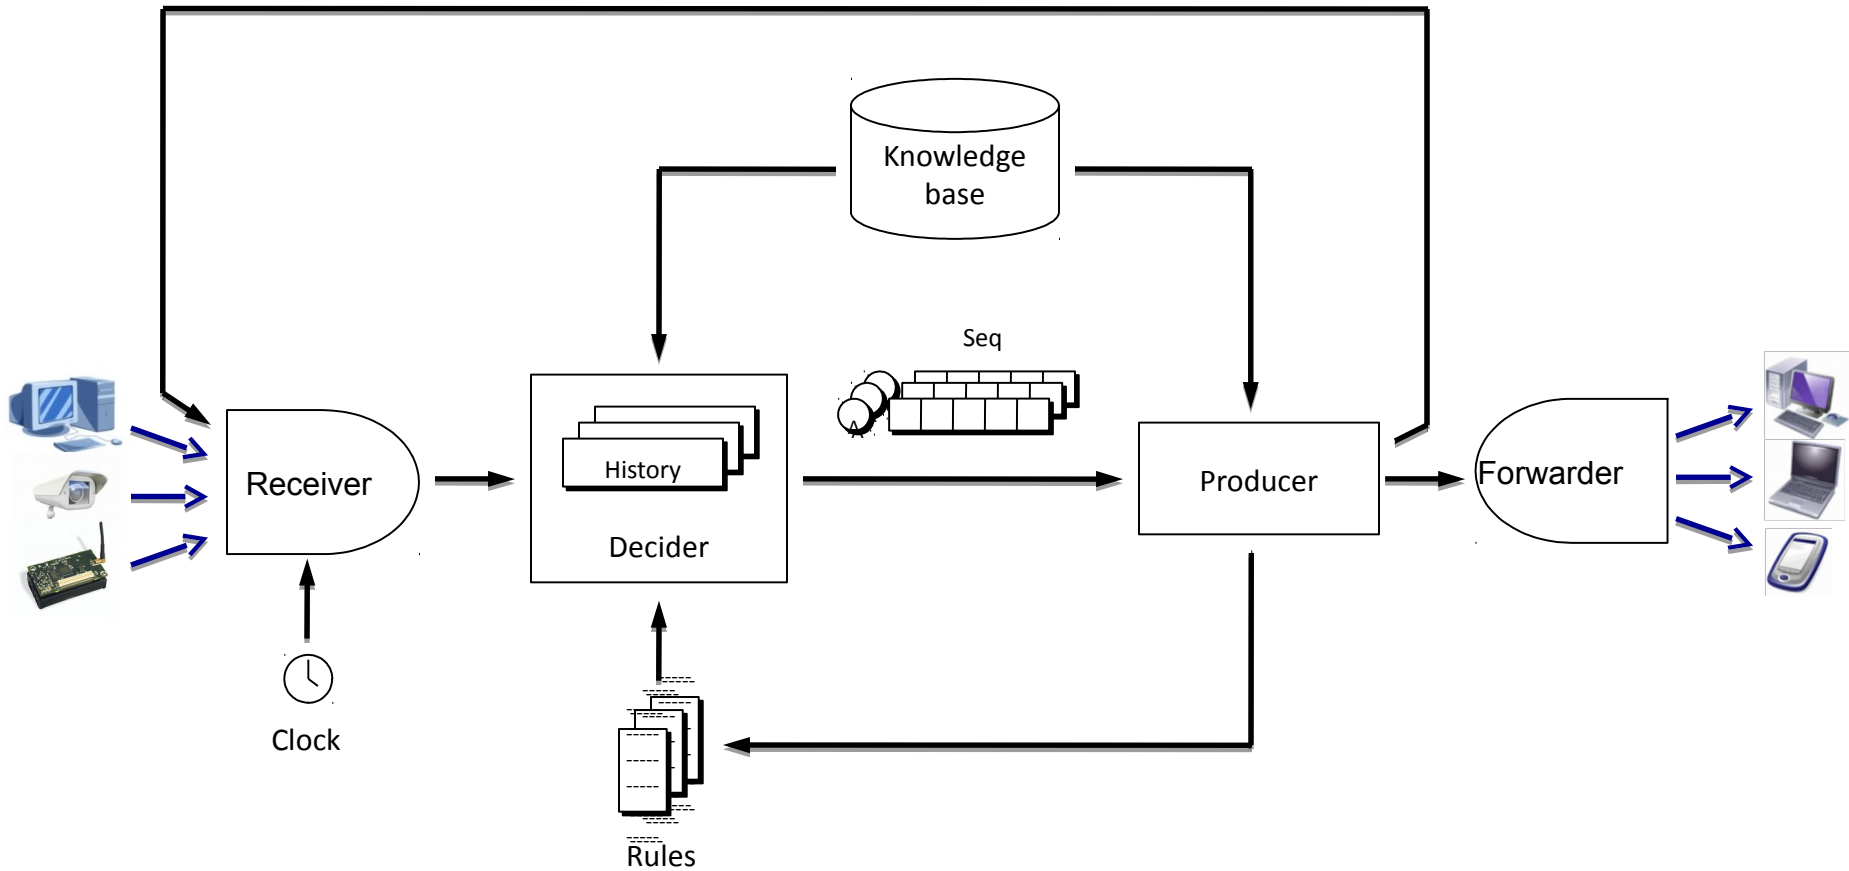 Knowledge
base
Seq
A
History
Receiver
Decider
Producer
Forwarder
Clock
Rules